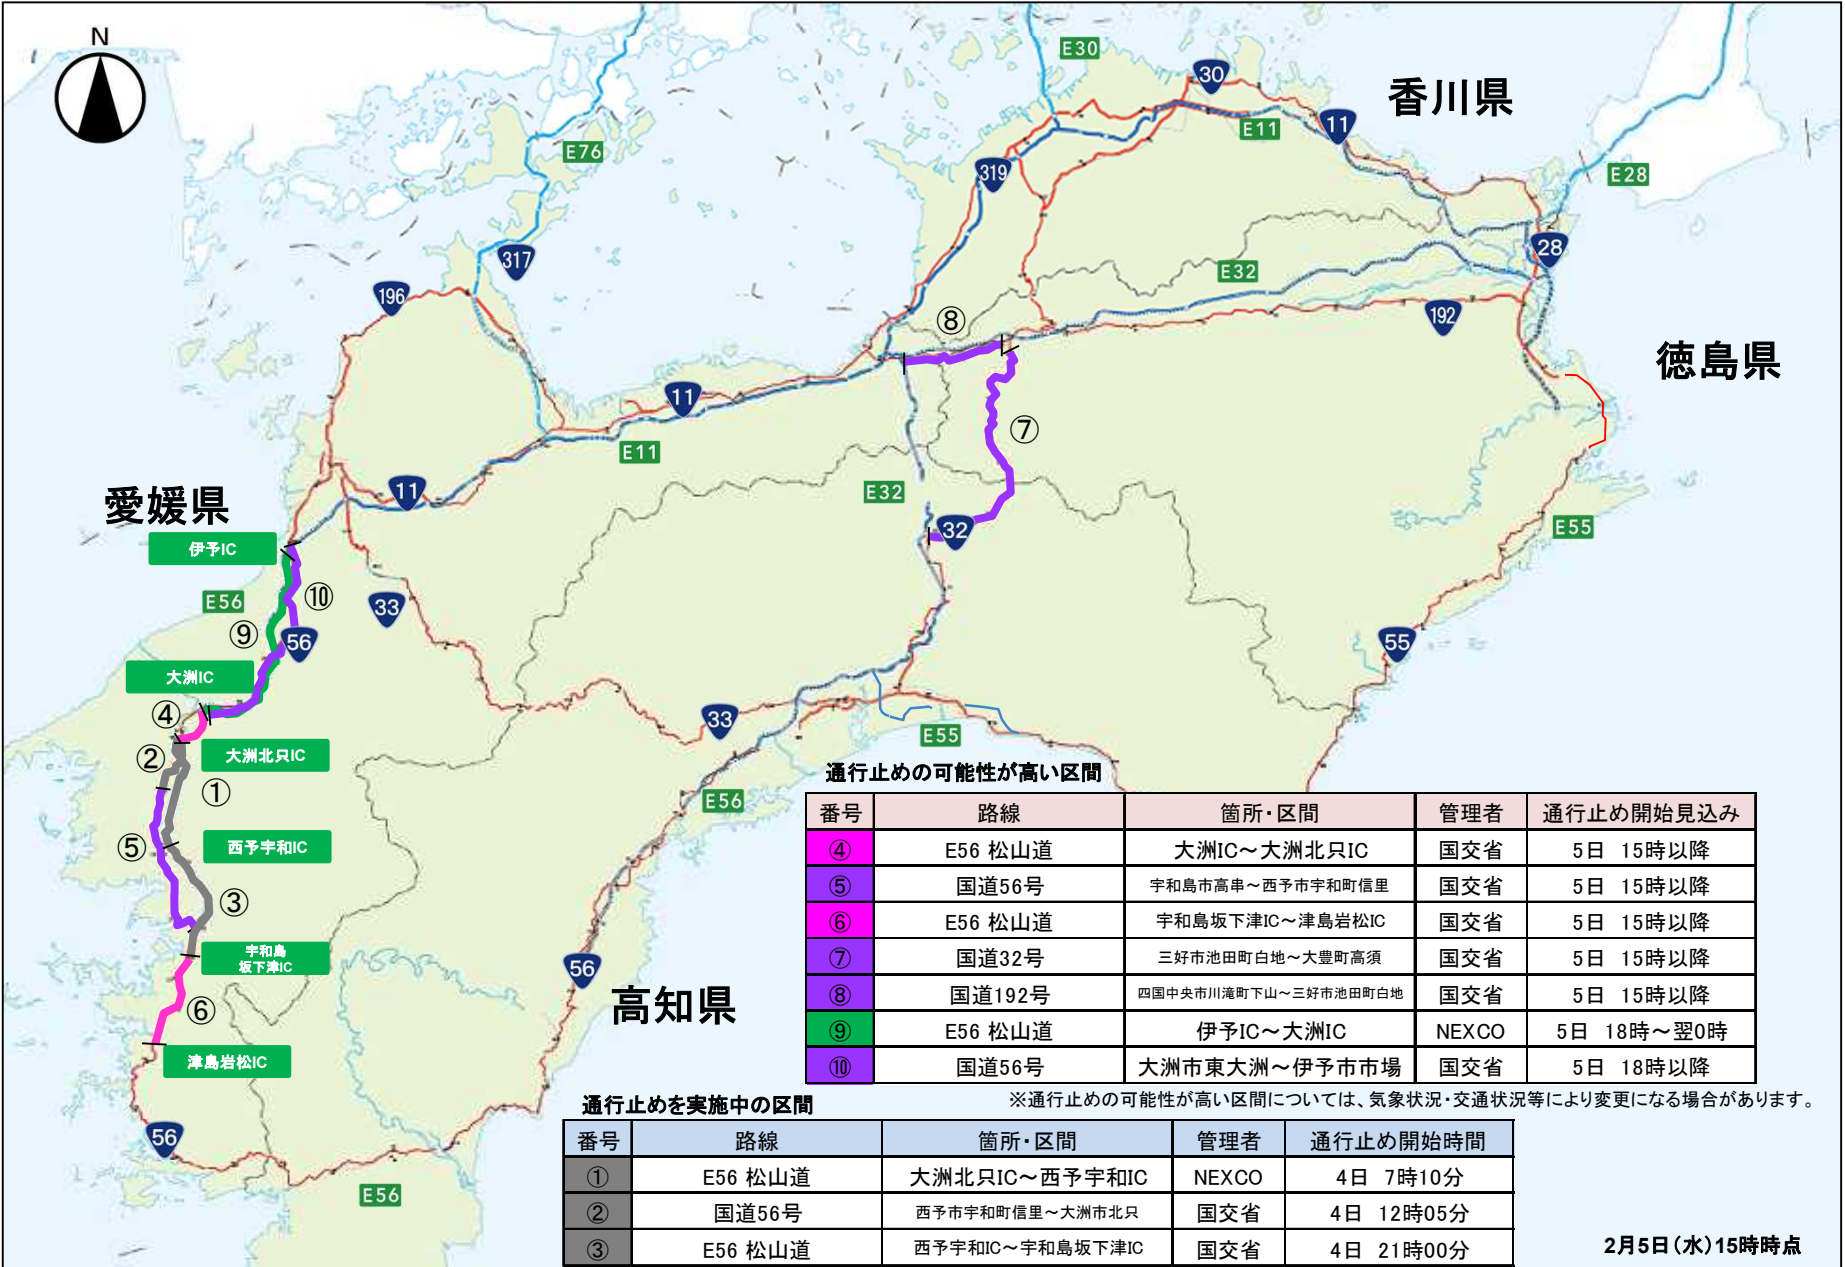 N
E30
30
香川県
11
E11
E76
319
E28
317
28
E32
196
192
⑧
徳島県
11
⑦
E11
愛媛県
11
E32
32
E55
伊予IC
E56
⑩
33
⑨
56
55
大洲IC
④
33
E55
②
大洲北只IC
①
E56
⑤
西予宇和IC
③
宇和島
坂下津IC
56
高知県
⑥
津島岩松IC
56
E56
通行止めの可能性が高い区間
番号 路線 箇所・区間 管理者 通行止め開始見込み
④ E56 松山道 大洲IC～大洲北只IC 国交省 5日 15時以降
⑤ 国道56号 宇和島市高串～西予市宇和町信里 国交省 5日 15時以降
⑥ E56 松山道 宇和島坂下津IC～津島岩松IC 国交省 5日 15時以降
⑦ 国道32号 三好市池田町白地～大豊町高須 国交省 5日 15時以降
⑧ 国道192号 四国中央市川滝町下山～三好市池田町白地 国交省 5日 15時以降
⑨ E56 松山道 伊予IC～大洲IC NEXCO 5日 18時～翌0時
⑩ 国道56号 大洲市東大洲～伊予市市場 国交省 5日 18時以降
※通行止めの可能性が高い区間については、気象状況・交通状況等により変更になる場合があります。
通行止めを実施中の区間
番号 路線 箇所・区間 管理者 通行止め開始時間
① E56 松山道 大洲北只IC～西予宇和IC NEXCO 4日 7時10分
② 国道56号 西予市宇和町信里～大洲市北只 国交省 4日 12時05分
③ E56 松山道 西予宇和IC～宇和島坂下津IC 国交省 4日 21時00分
2月5日（水）15時時点